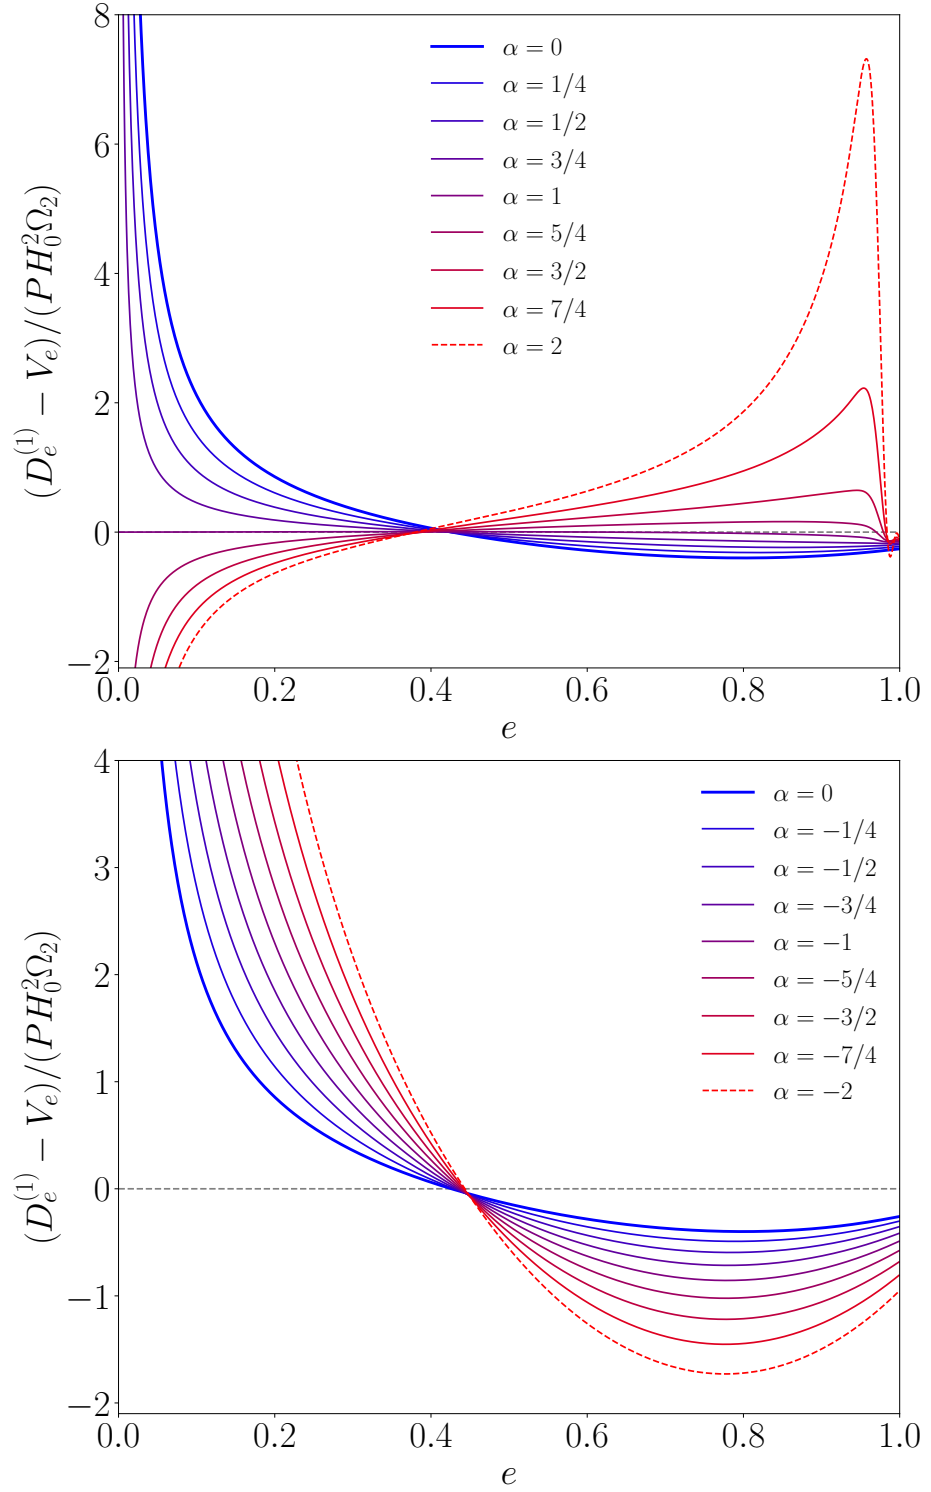 8
6
4
2
0
−2
(D_e^{(1)} − V_e)/(PH_0^2Ω_2)
α = 0
α = 1/4
α = 1/2
α = 3/4
α = 1
α = 5/4
α = 3/2
α = 7/4
α = 2
0.0 0.2 0.4 0.6 0.8 1.0
e
4
3
2
1
0
−1
−2
(D_e^{(1)} − V_e)/(PH_0^2Ω_2)
α = 0
α = −1/4
α = −1/2
α = −3/4
α = −1
α = −5/4
α = −3/2
α = −7/4
α = −2
0.0 0.2 0.4 0.6 0.8 1.0
e